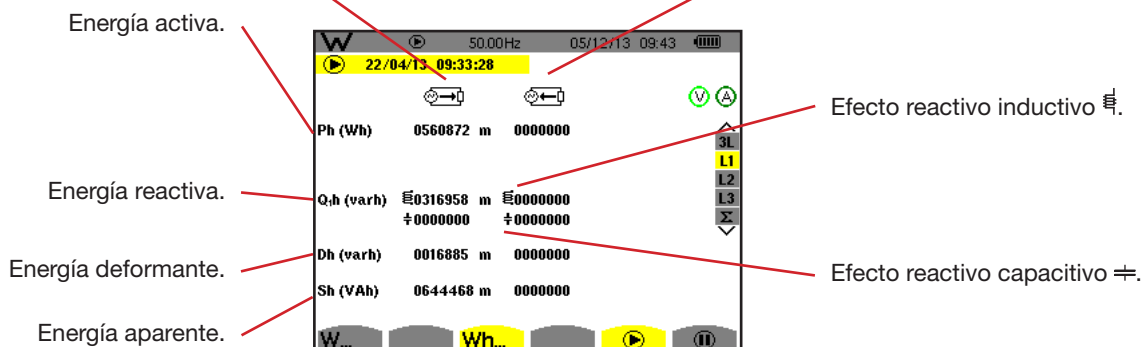 Energía activa.
W 50.00Hz 05/12/13 09:43
22/04/13 09:33:28
V A
Efecto reactivo inductivo.
Ph (Wh) 0560872 m 0000000
3L
L1
L2
L3
Σ
Energía reactiva.
Q₁h (varh) 0316958 m 0000000
0000000 0000000
Energía deformante.
Dh (varh) 0016885 m 0000000
Efecto reactivo capacitivo.
Sh (VAh) 0644468 m 0000000
Energía aparente.
W... Wh...